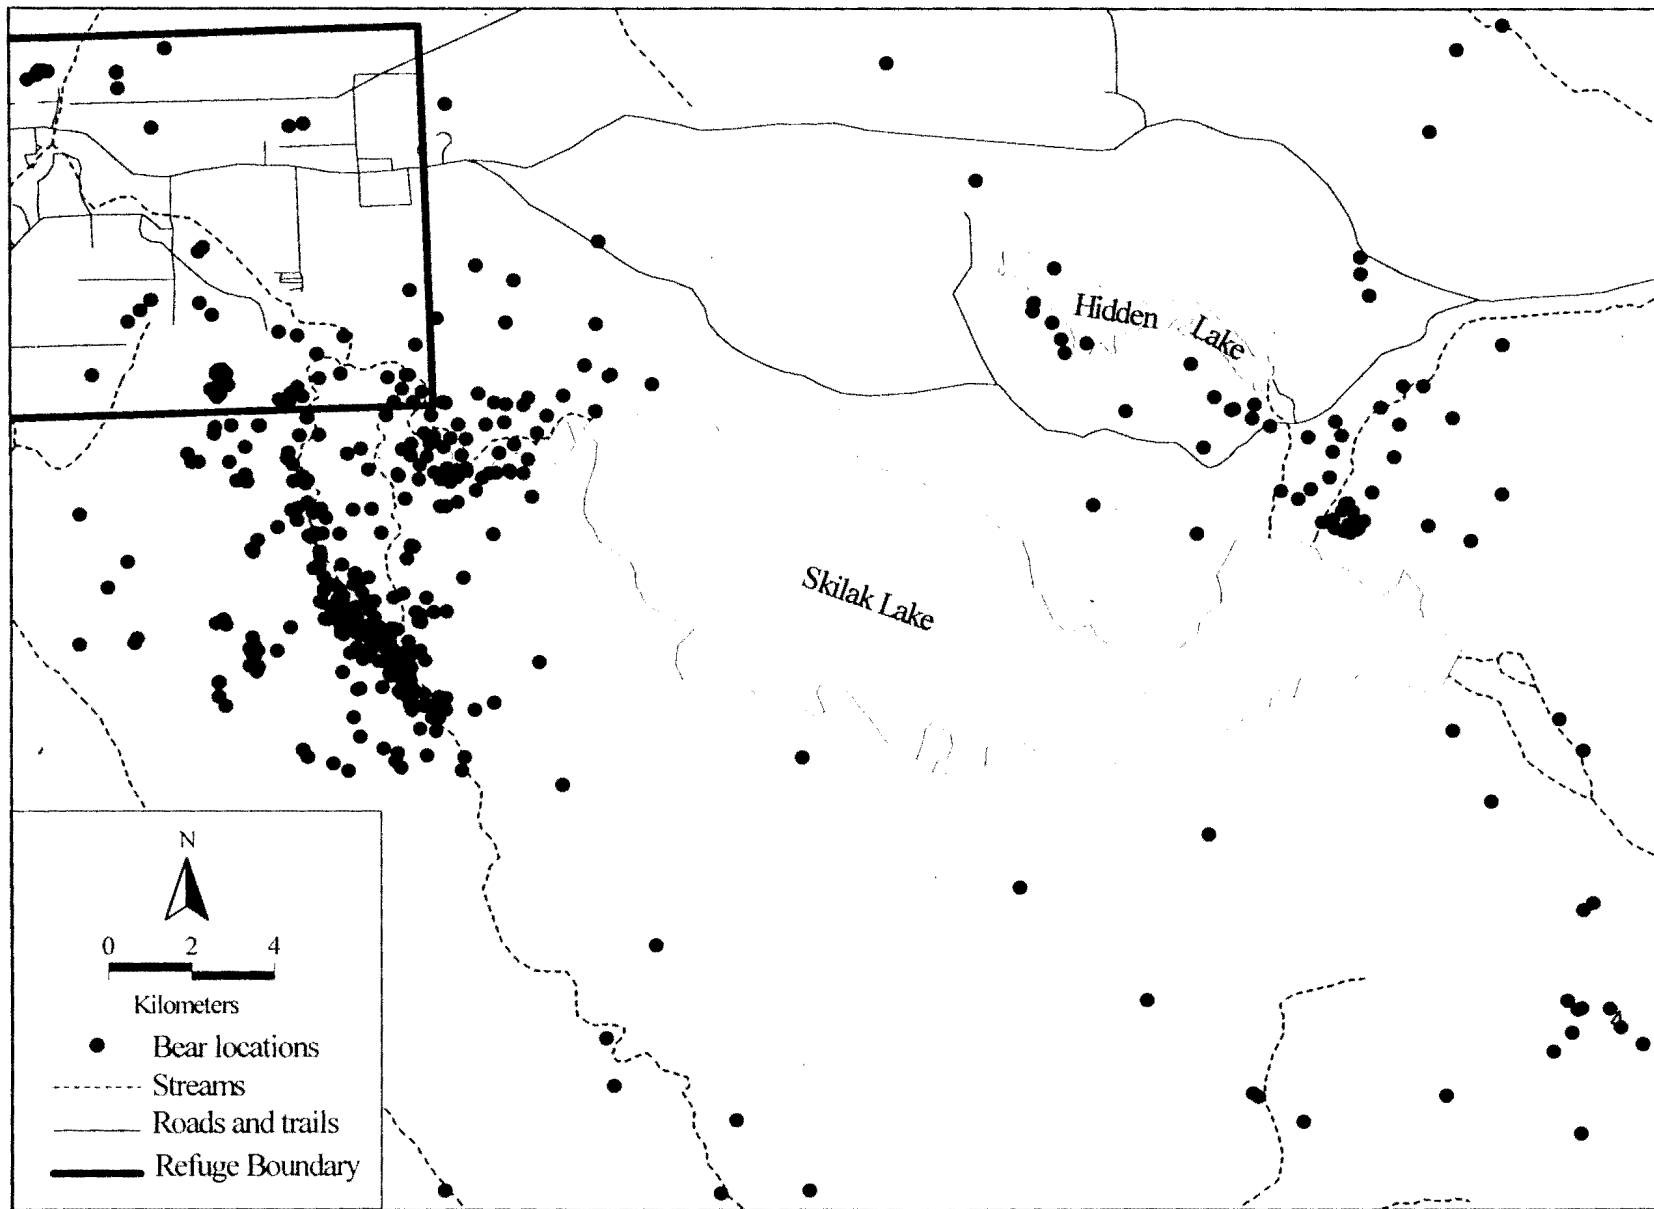 Hidden Lake
Skilak Lake
N
0 2 4
Kilometers
Bear locations
Streams
Roads and trails
Refuge Boundary